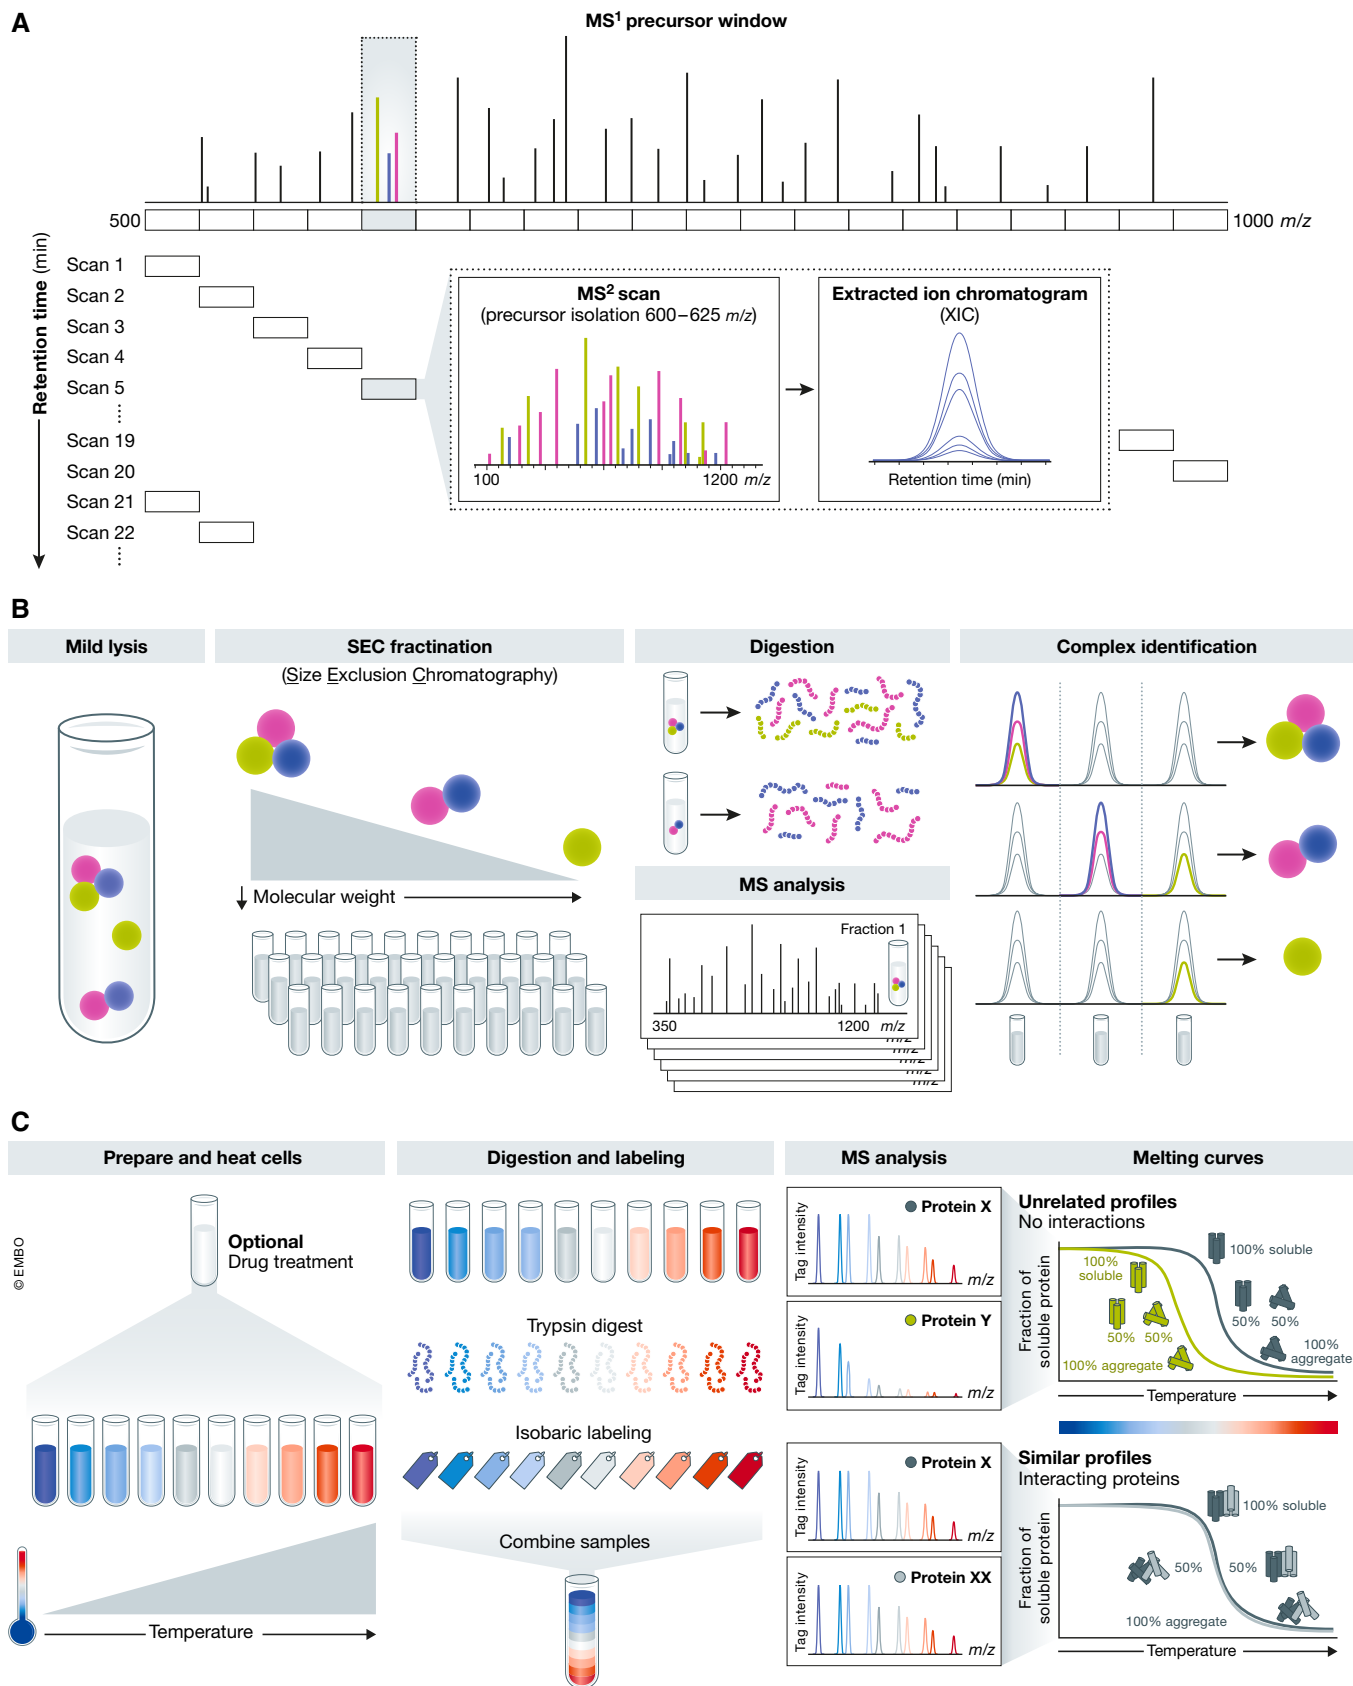 A
MS¹ precursor window
500
1000 m/z
Retention time (min)
Scan 1
Scan 2
Scan 3
Scan 4
Scan 5
Scan 19
Scan 20
Scan 21
Scan 22
MS² scan
(precursor isolation 600–625 m/z)
100
1200 m/z
Extracted ion chromatogram
(XIC)
Retention time (min)
B
Mild lysis
SEC fractination
(Size Exclusion Chromatography)
Molecular weight
Digestion
MS analysis
Fraction 1
350
1200
m/z
m/z
m/z
m/z
m/z
Complex identification
C
Prepare and heat cells
Optional
Drug treatment
© EMBO
Temperature
Digestion and labeling
Trypsin digest
Isobaric labeling
Combine samples
MS analysis
Melting curves
Tag intensity
Protein X
m/z
Tag intensity
Protein Y
m/z
Unrelated profiles
No interactions
Fraction of
soluble protein
100%
soluble
50%
50%
100% aggregate
100% soluble
50%
50%
100%
aggregate
Temperature
Tag intensity
Protein X
m/z
Tag intensity
Protein XX
m/z
Similar profiles
Interacting proteins
Fraction of
soluble protein
100% soluble
50%
50%
100% aggregate
Temperature